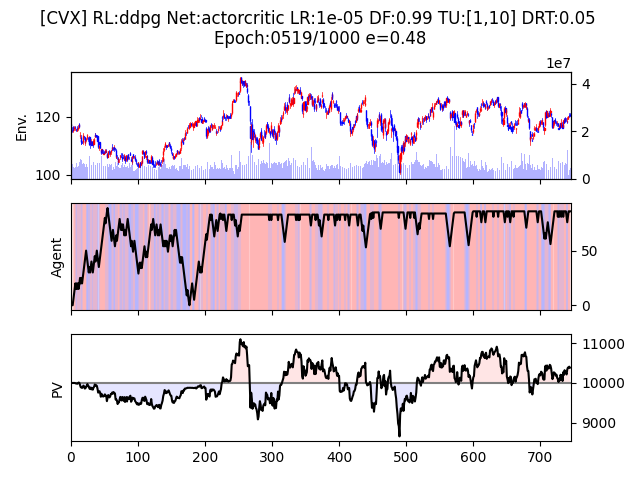 [CVX] RL:ddpg Net:actorcritic LR:1e-05 DF:0.99 TU:[1,10] DRT:0.05
Epoch:0519/1000 e=0.48
1e7
Env.
120
100
4
2
0
Agent
50
0
PV
11000
10000
9000
0 100 200 300 400 500 600 700